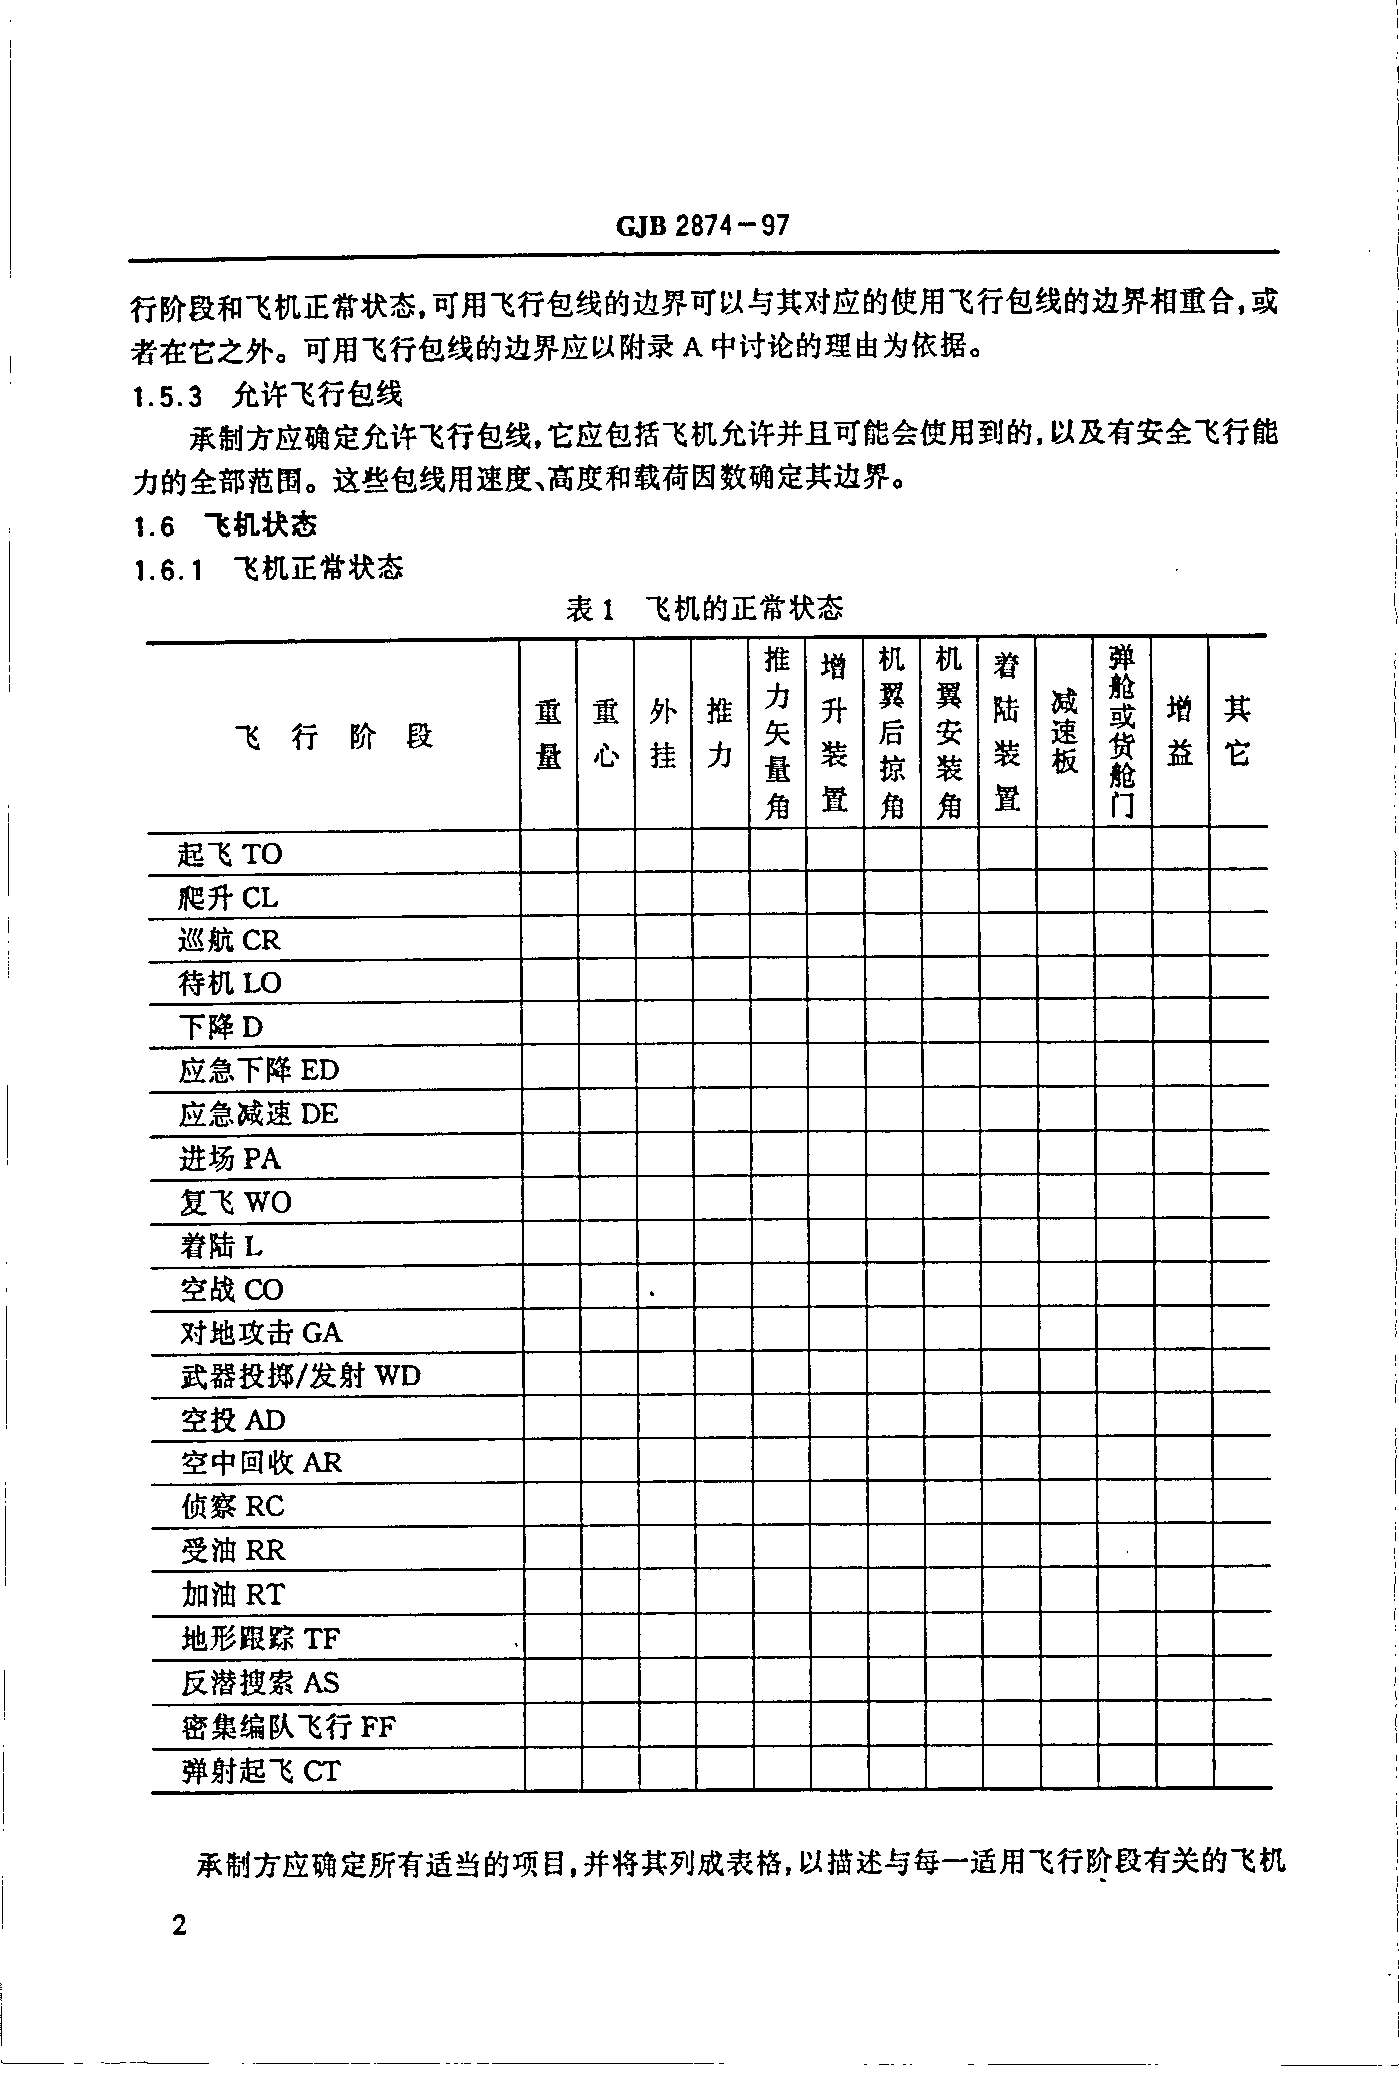 GJB 2874－97
行阶段和飞机正常状态,可用飞行包线的边界可以与其对应的使用飞行包线的边界相重合,或
者在它之外。可用飞行包线的边界应以附录 A 中讨论的理由为依据。
1.5.3 允许飞行包线
承制方应确定允许飞行包线,它应包括飞机允许并且可能会使用到的,以及有安全飞行能
力的全部范围。这些包线用速度、高度和载荷因数确定其边界。
1.6 飞机状态
1.6.1 飞机正常状态
表 1 飞机的正常状态
飞行阶段 重量 重心 外挂 推力 推力矢量角 增升装置 机翼后掠角 机翼安装角 着陆装置 减速板 弹舱或货舱门 增益 其它
起飞 TO
爬升 CL
巡航 CR
待机 LO
下降 D
应急下降 ED
应急减速 DE
进场 PA
复飞 WO
着陆 L
空战 CO
对地攻击 GA
武器投掷/发射 WD
空投 AD
空中回收 AR
侦察 RC
受油 RR
加油 RT
地形跟踪 TF
反潜搜索 AS
密集编队飞行 FF
弹射起飞 CT
承制方应确定所有适当的项目,并将其列成表格,以描述与每一适用飞行阶段有关的飞机
2